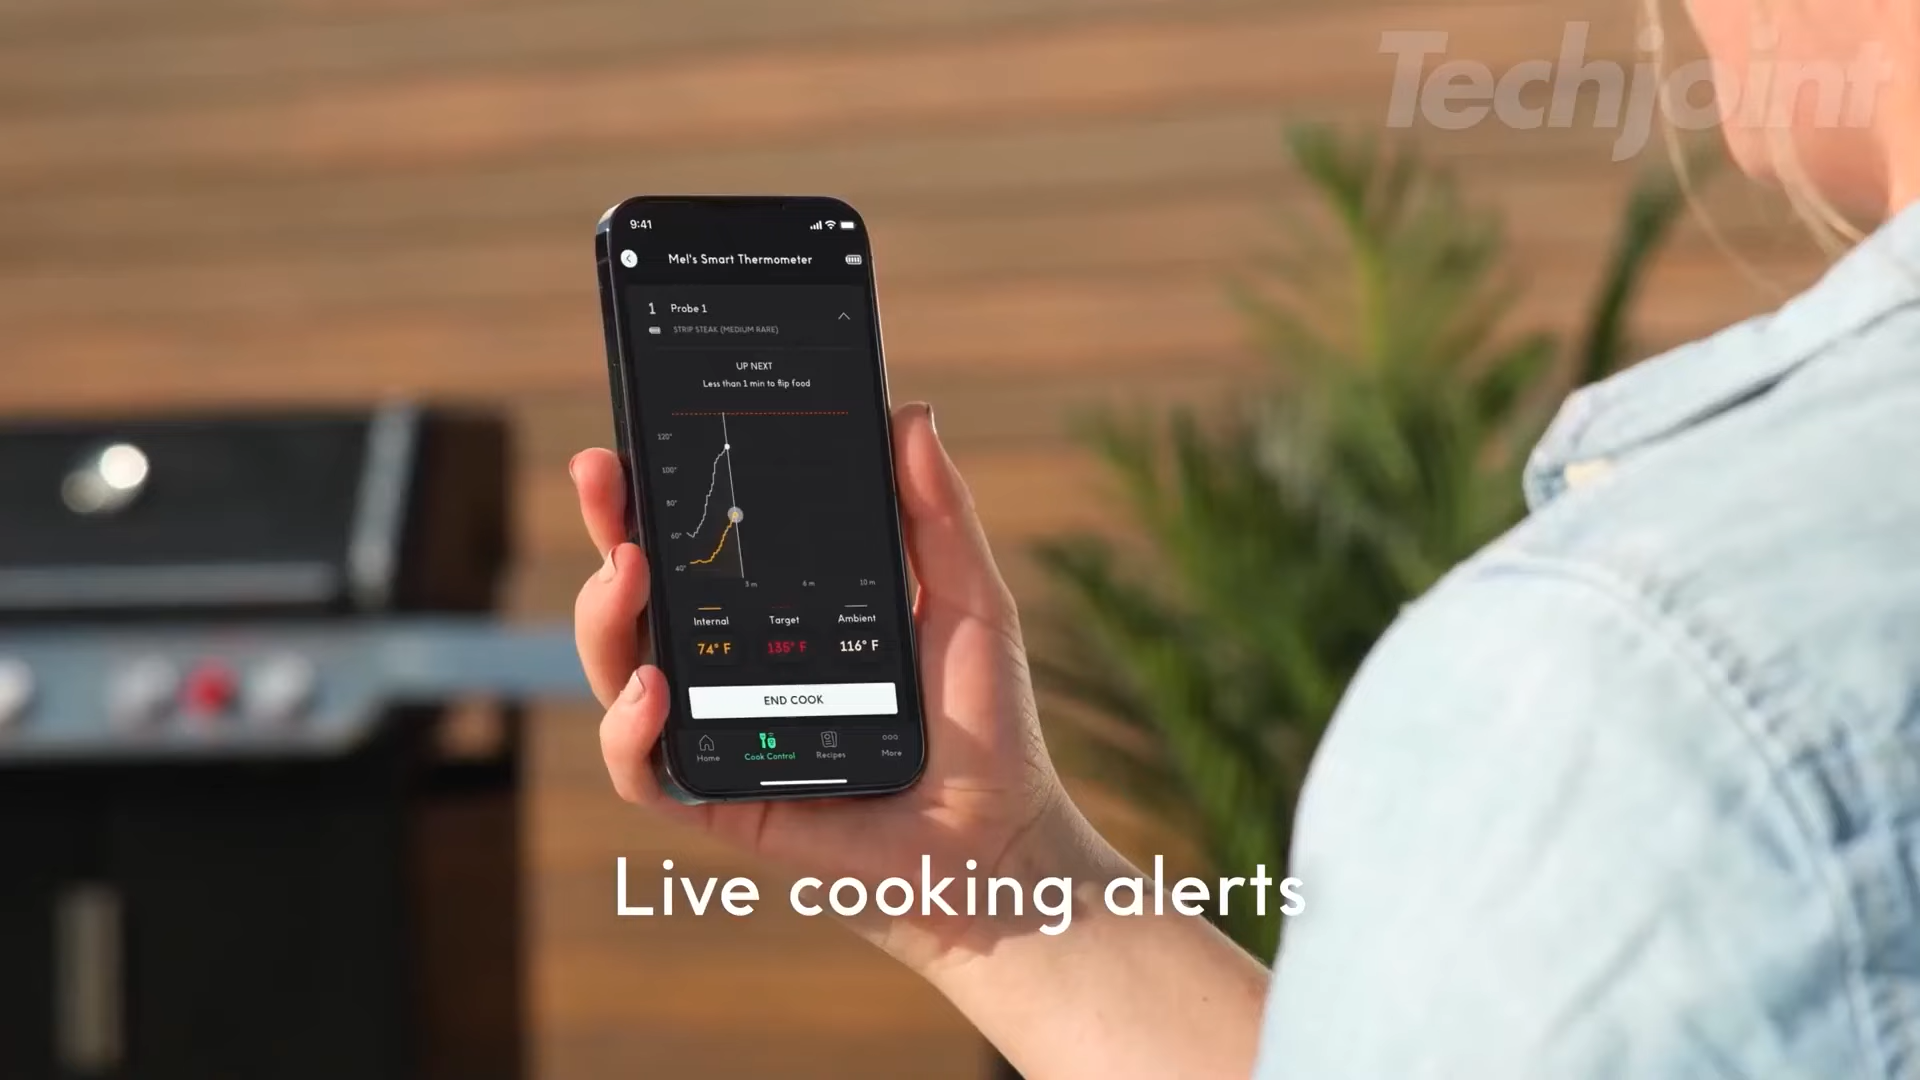 Techjoint
9:41
Mel's Smart Thermometer
1 Probe 1
STRIP STEAK (MEDIUM RARE)
UP NEXT
Less than 1 min to flip food
120°
100°
80°
60°
40°
3 m 6 m 10 m
Internal Target Ambient
74° F 135° F 116° F
END COOK
Home Cook Control Recipes More
Live cooking alerts